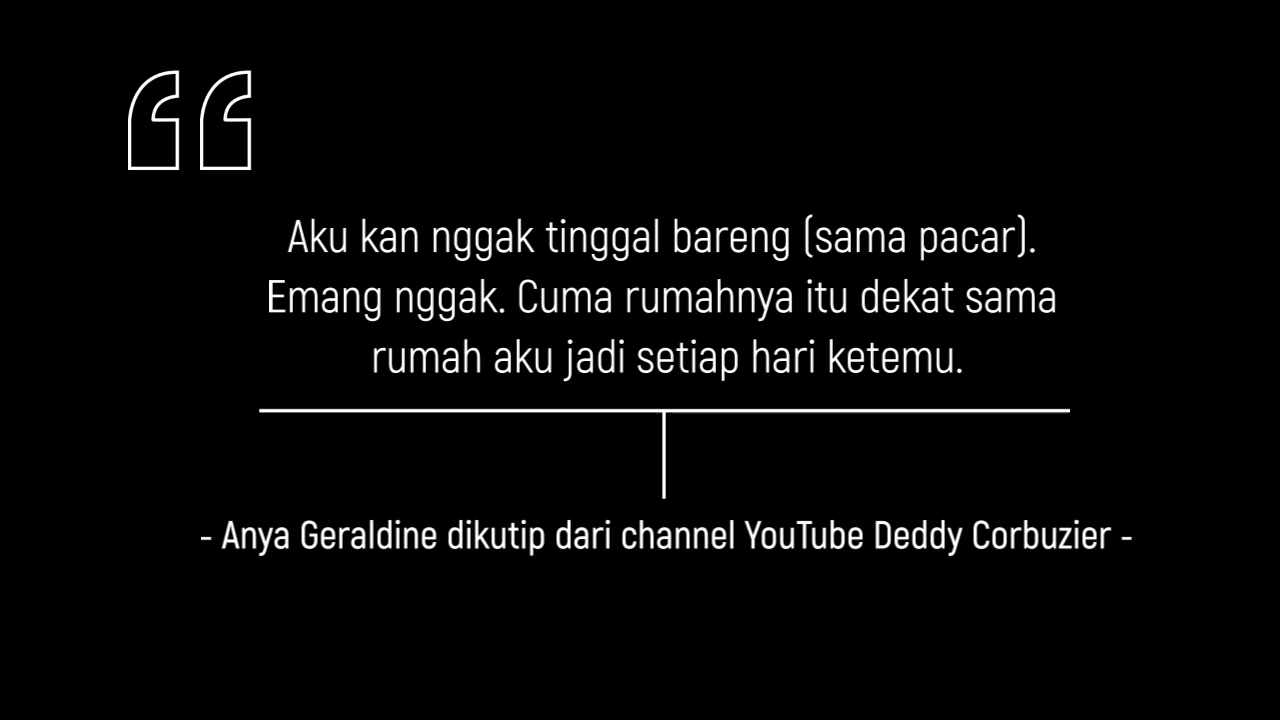 Aku kan nggak tinggal bareng (sama pacar).
Emang nggak. Cuma rumahnya itu dekat sama
rumah aku jadi setiap hari ketemu.
- Anya Geraldine dikutip dari channel YouTube Deddy Corbuzier -